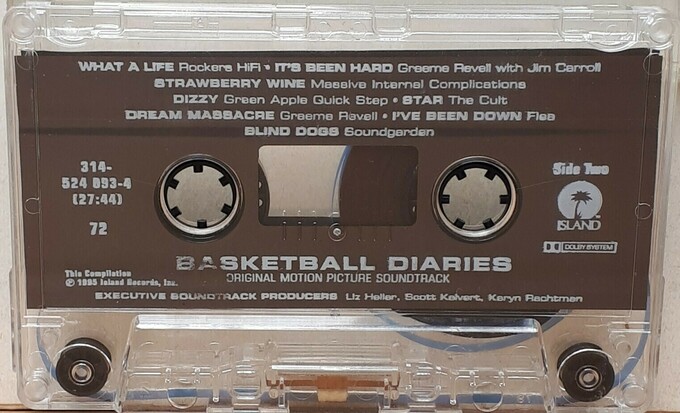 WHAT A LIFE Rockers HiFi • IT'S BEEN HARD Graeme Revell with Jim Carroll
STRAWBERRY WINE Massive Internal Complications
DIZZY Green Apple Quick Step • STAR The Cult
DREAM MASSACRE Graeme Revell • I'VE BEEN DOWN Flea
BLIND DOGS Soundgarden
314-
524 093-4
(27:44)
72
Side Two
ISLAND
DOLBY SYSTEM
BASKETBALL DIARIES
ORIGINAL MOTION PICTURE SOUNDTRACK
This Compilation
℗ 1995 Island Records, Inc.
EXECUTIVE SOUNDTRACK PRODUCERS Liz Heller, Scott Kalvert, Karyn Rachtman